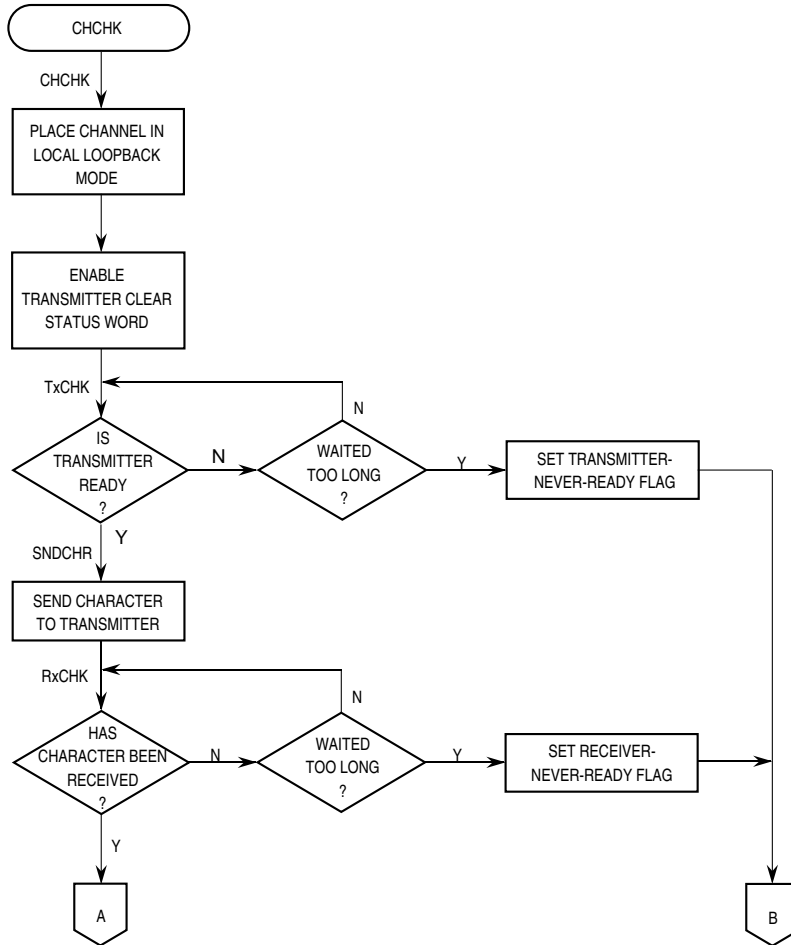 CHCHK
CHCHK
PLACE CHANNEL IN
LOCAL LOOPBACK
MODE
ENABLE
TRANSMITTER CLEAR
STATUS WORD
TxCHK
N
IS
TRANSMITTER
READY
?
N
WAITED
TOO LONG
?
Y
SET TRANSMITTER-
NEVER-READY FLAG
Y
SNDCHR
SEND CHARACTER
TO TRANSMITTER
RxCHK
N
HAS
CHARACTER BEEN
RECEIVED
?
N
WAITED
TOO LONG
?
Y
SET RECEIVER-
NEVER-READY FLAG
Y
A
B